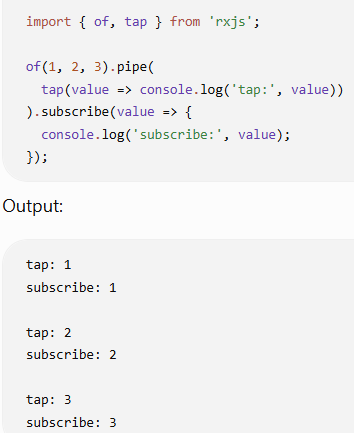 import { of, tap } from 'rxjs';
of(1, 2, 3).pipe(
  tap(value => console.log('tap:', value))
).subscribe(value => {
  console.log('subscribe:', value);
});
Output:
tap: 1
subscribe: 1
tap: 2
subscribe: 2
tap: 3
subscribe: 3